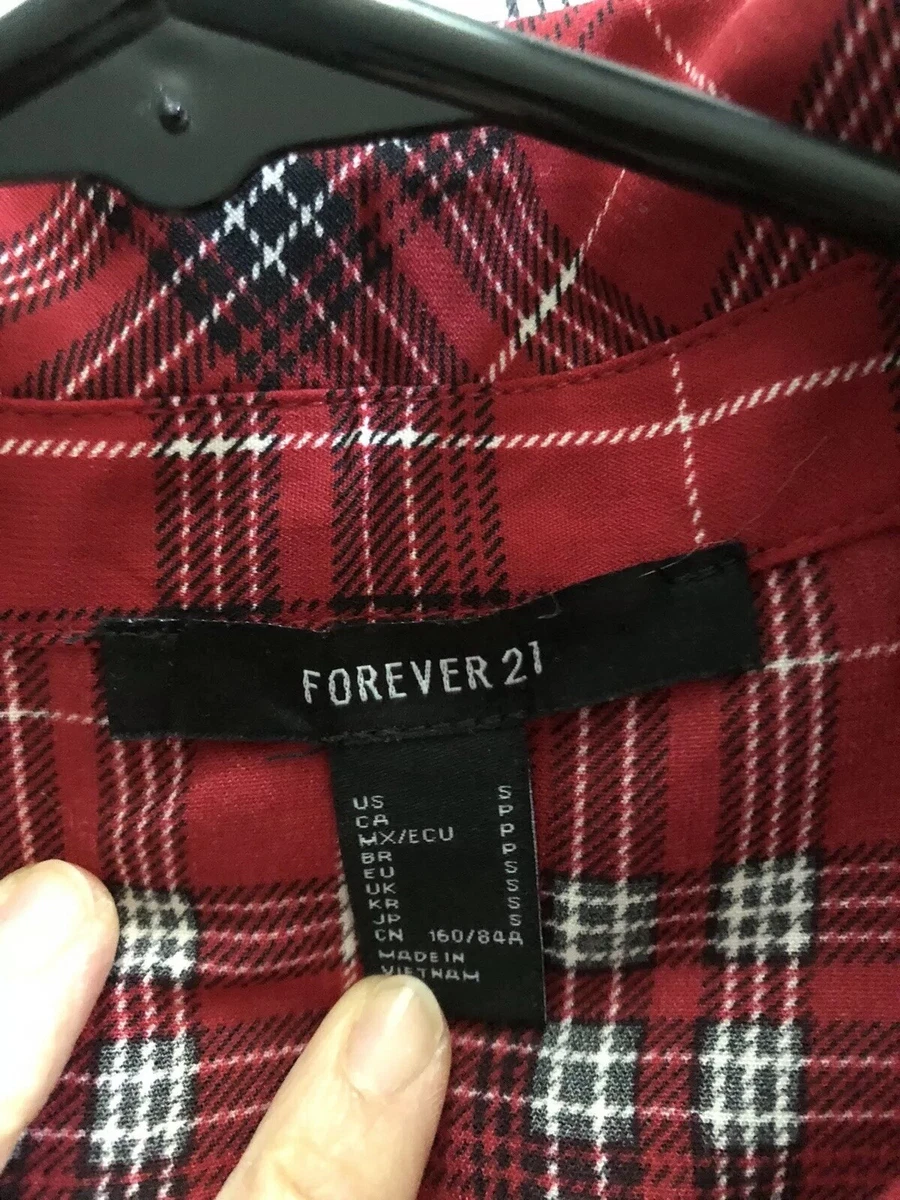 FOREVER 21
US S
CA P
MX/ECU P
BR P
EU S
UK S
KR S
JP S
CN 160/84A
MADE IN
VIETNAM